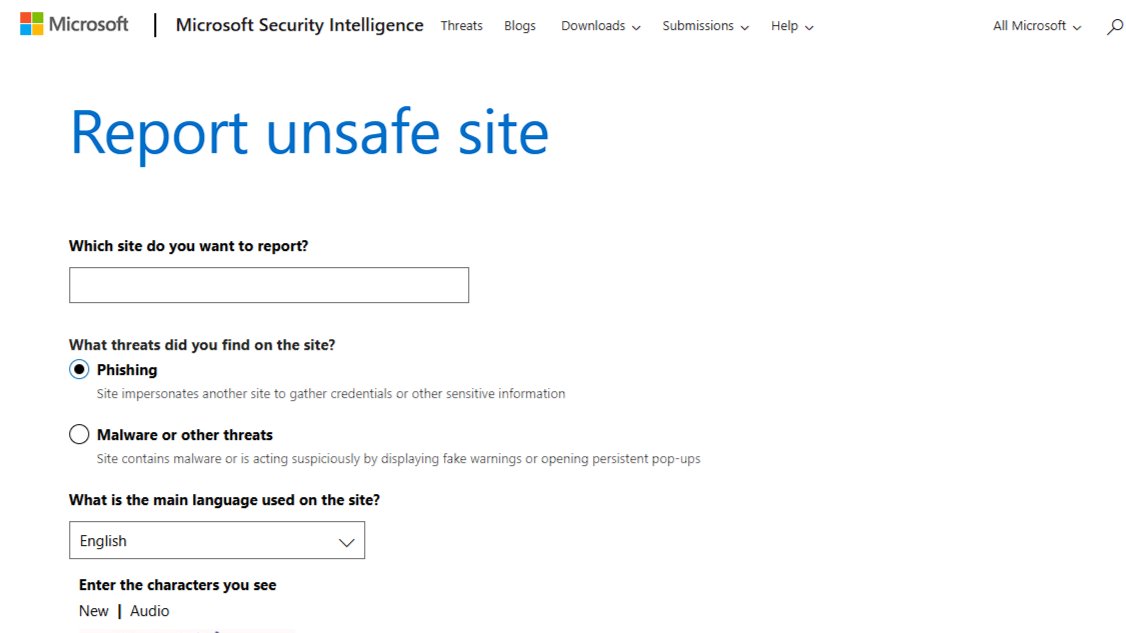 Microsoft | Microsoft Security Intelligence Threats Blogs Downloads Submissions Help All Microsoft
Report unsafe site
Which site do you want to report?
What threats did you find on the site?
Phishing
Site impersonates another site to gather credentials or other sensitive information
Malware or other threats
Site contains malware or is acting suspiciously by displaying fake warnings or opening persistent pop-ups
What is the main language used on the site?
English
Enter the characters you see
New | Audio